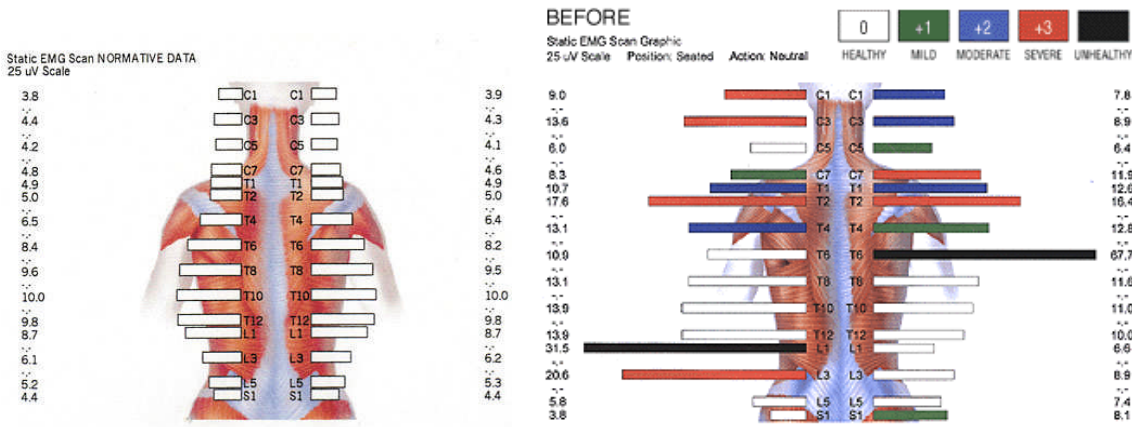 Static EMG Scan NORMATIVE DATA
25 uV Scale
3.8 C1 C1 3.9
-.- -.-
4.4 C3 C3 4.3
-.- -.-
4.2 C5 C5 4.1
-.- -.-
4.8 C7 C7 4.6
4.9 T1 T1 4.9
5.0 T2 T2 5.0
-.- -.-
6.5 T4 T4 6.4
-.- -.-
8.4 T6 T6 8.2
-.- -.-
9.6 T8 T8 9.5
-.- -.-
10.0 T10 T10 10.0
-.- -.-
9.8 T12 T12 9.8
8.7 L1 L1 8.7
-.- -.-
6.1 L3 L3 6.2
-.- -.-
5.2 L5 L5 5.3
4.4 S1 S1 4.4
BEFORE
Static EMG Scan Graphic
25 uV Scale Position: Seated Action: Neutral
0 +1 +2 +3
HEALTHY MILD MODERATE SEVERE UNHEALTHY
9.0 C1 C1 7.8
-.- -.-
13.6 C3 C3 8.9
-.- -.-
6.0 C5 C5 6.4
-.- -.-
8.3 C7 C7 11.9
10.7 T1 T1 12.6
17.6 T2 T2 16.4
-.- -.-
13.1 T4 T4 12.8
-.- -.-
10.9 T6 T6 67.7
-.- -.-
13.1 T8 T8 11.6
-.- -.-
13.9 T10 T10 11.0
-.- -.-
13.9 T12 T12 10.0
31.5 L1 L1 6.6
-.- -.-
20.6 L3 L3 8.9
-.- -.-
5.8 L5 L5 7.4
3.8 S1 S1 8.1